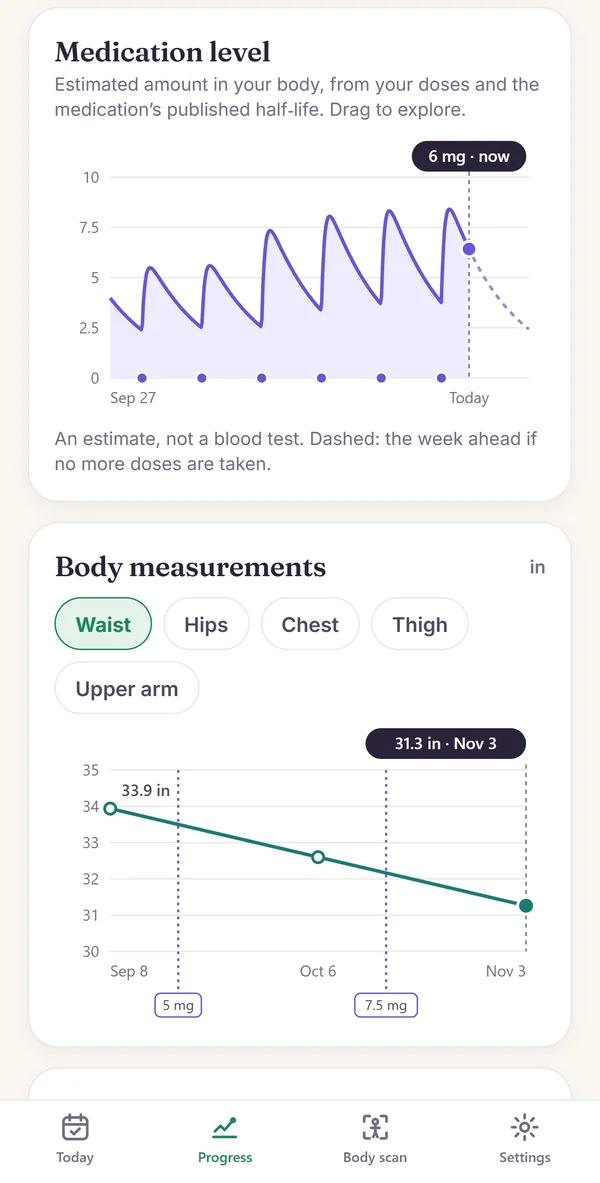 Medication level
Estimated amount in your body, from your doses and the
medication’s published half-life. Drag to explore.
6 mg · now
10
7.5
5
2.5
0
Sep 27
Today
An estimate, not a blood test. Dashed: the week ahead if
no more doses are taken.
Body measurements
in
Waist
Hips
Chest
Thigh
Upper arm
31.3 in · Nov 3
35
33.9 in
34
33
32
31
30
Sep 8
Oct 6
Nov 3
5 mg
7.5 mg
Today
Progress
Body scan
Settings